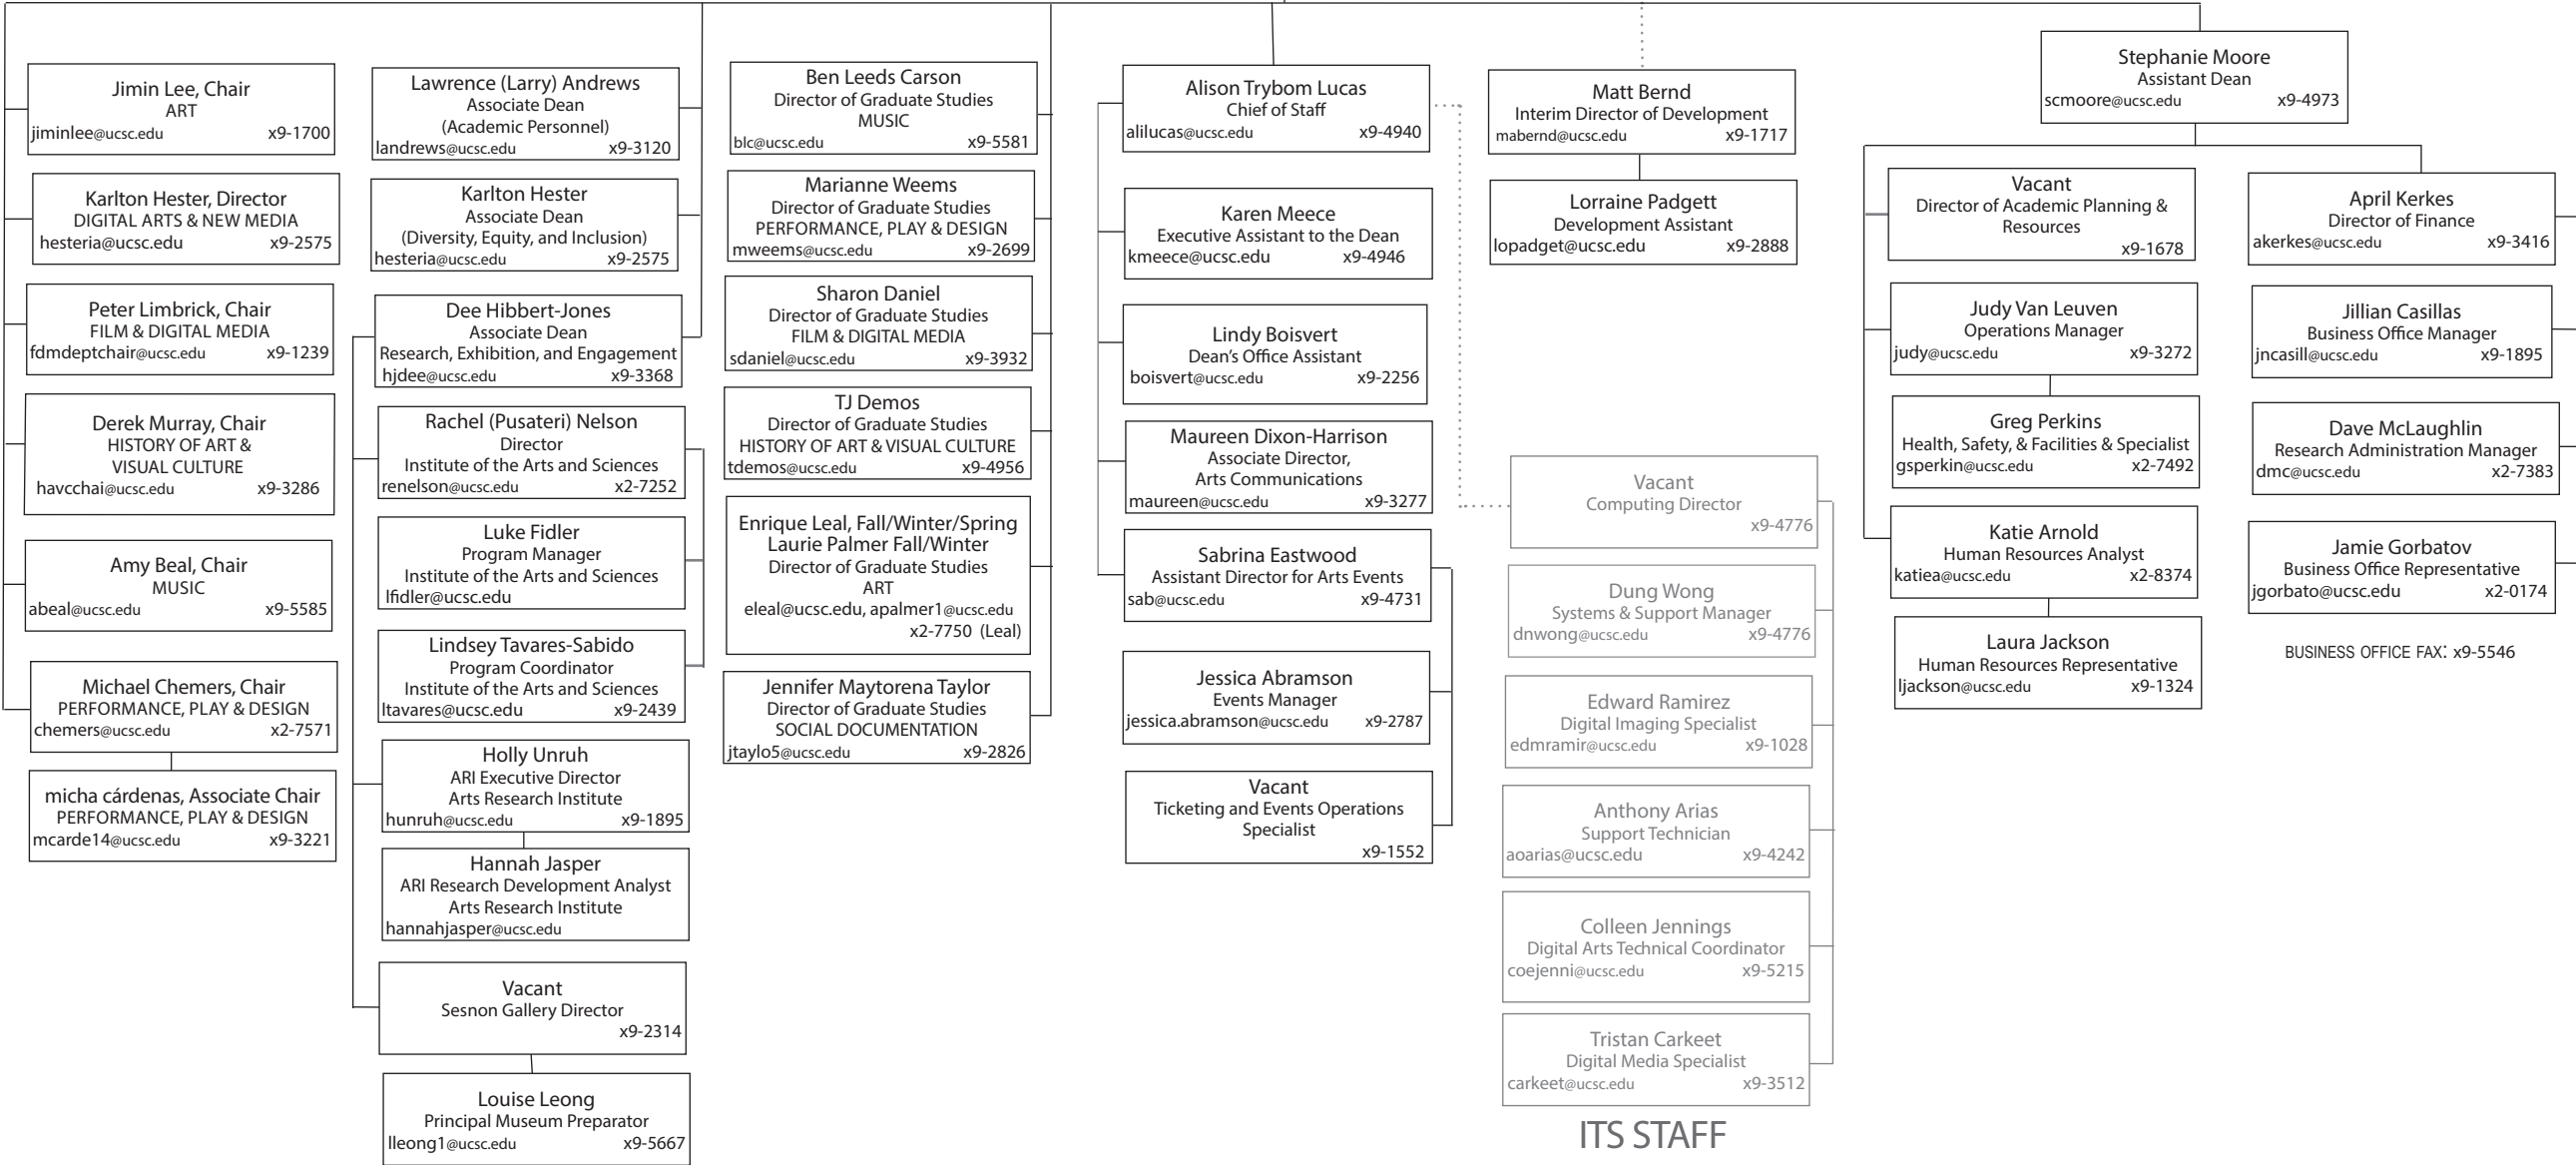 Jimin Lee, Chair
ART
jiminlee@ucsc.edu x9-1700
Karlton Hester, Director
DIGITAL ARTS & NEW MEDIA
hesteria@ucsc.edu x9-2575
Peter Limbrick, Chair
FILM & DIGITAL MEDIA
fdmdeptchair@ucsc.edu x9-1239
Derek Murray, Chair
HISTORY OF ART &
VISUAL CULTURE
havcchai@ucsc.edu x9-3286
Amy Beal, Chair
MUSIC
abeal@ucsc.edu x9-5585
Michael Chemers, Chair
PERFORMANCE, PLAY & DESIGN
chemers@ucsc.edu x2-7571
micha cárdenas, Associate Chair
PERFORMANCE, PLAY & DESIGN
mcarde14@ucsc.edu x9-3221
Lawrence (Larry) Andrews
Associate Dean
(Academic Personnel)
landrews@ucsc.edu x9-3120
Karlton Hester
Associate Dean
(Diversity, Equity, and Inclusion)
hesteria@ucsc.edu x9-2575
Dee Hibbert-Jones
Associate Dean
Research, Exhibition, and Engagement
hjdee@ucsc.edu x9-3368
Rachel (Pusateri) Nelson
Director
Institute of the Arts and Sciences
renelson@ucsc.edu x2-7252
Luke Fidler
Program Manager
Institute of the Arts and Sciences
lfidler@ucsc.edu
Lindsey Tavares-Sabido
Program Coordinator
Institute of the Arts and Sciences
ltavares@ucsc.edu x9-2439
Holly Unruh
ARI Executive Director
Arts Research Institute
hunruh@ucsc.edu x9-1895
Hannah Jasper
ARI Research Development Analyst
Arts Research Institute
hannahjasper@ucsc.edu
Vacant
Sesnon Gallery Director
x9-2314
Louise Leong
Principal Museum Preparator
lleong1@ucsc.edu x9-5667
Ben Leeds Carson
Director of Graduate Studies
MUSIC
blc@ucsc.edu x9-5581
Marianne Weems
Director of Graduate Studies
PERFORMANCE, PLAY & DESIGN
mweems@ucsc.edu x9-2699
Sharon Daniel
Director of Graduate Studies
FILM & DIGITAL MEDIA
sdaniel@ucsc.edu x9-3932
TJ Demos
Director of Graduate Studies
HISTORY OF ART & VISUAL CULTURE
tdemos@ucsc.edu x9-4956
Enrique Leal, Fall/Winter/Spring
Laurie Palmer Fall/Winter
Director of Graduate Studies
ART
eleal@ucsc.edu, apalmer1@ucsc.edu
x2-7750 (Leal)
Jennifer Maytorena Taylor
Director of Graduate Studies
SOCIAL DOCUMENTATION
jtaylo5@ucsc.edu x9-2826
Alison Trybom Lucas
Chief of Staff
alilucas@ucsc.edu x9-4940
Karen Meece
Executive Assistant to the Dean
kmeece@ucsc.edu x9-4946
Lindy Boisvert
Dean's Office Assistant
boisvert@ucsc.edu x9-2256
Maureen Dixon-Harrison
Associate Director,
Arts Communications
maureen@ucsc.edu x9-3277
Sabrina Eastwood
Assistant Director for Arts Events
sab@ucsc.edu x9-4731
Jessica Abramson
Events Manager
jessica.abramson@ucsc.edu x9-2787
Vacant
Ticketing and Events Operations
Specialist
x9-1552
Matt Bernd
Interim Director of Development
mabernd@ucsc.edu x9-1717
Lorraine Padgett
Development Assistant
lopadget@ucsc.edu x9-2888
Vacant
Computing Director
x9-4776
Dung Wong
Systems & Support Manager
dnwong@ucsc.edu x9-4776
Edward Ramirez
Digital Imaging Specialist
edmramir@ucsc.edu x9-1028
Anthony Arias
Support Technician
aoarias@ucsc.edu x9-4242
Colleen Jennings
Digital Arts Technical Coordinator
coejenni@ucsc.edu x9-5215
Tristan Carkeet
Digital Media Specialist
carkeet@ucsc.edu x9-3512
ITS STAFF
Stephanie Moore
Assistant Dean
scmoore@ucsc.edu x9-4973
Vacant
Director of Academic Planning &
Resources
x9-1678
Judy Van Leuven
Operations Manager
judy@ucsc.edu x9-3272
Greg Perkins
Health, Safety, & Facilities & Specialist
gsperkin@ucsc.edu x2-7492
Katie Arnold
Human Resources Analyst
katiea@ucsc.edu x2-8374
Laura Jackson
Human Resources Representative
ljackson@ucsc.edu x9-1324
April Kerkes
Director of Finance
akerkes@ucsc.edu x9-3416
Jillian Casillas
Business Office Manager
jncasill@ucsc.edu x9-1895
Dave McLaughlin
Research Administration Manager
dmc@ucsc.edu x2-7383
Jamie Gorbatov
Business Office Representative
jgorbato@ucsc.edu x2-0174
BUSINESS OFFICE FAX: x9-5546